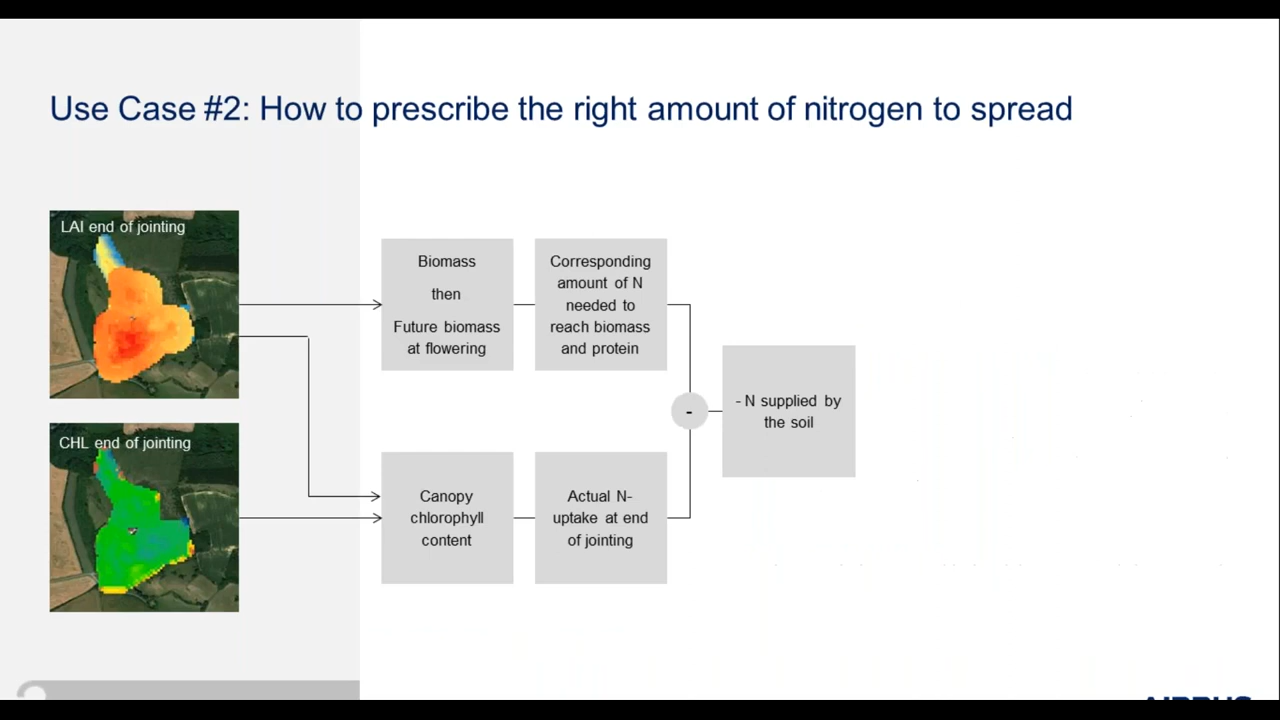 Use Case #2: How to prescribe the right amount of nitrogen to spread
LAI end of jointing
Biomass
then
Future biomass
at flowering
Corresponding
amount of N
needed to
reach biomass
and protein
-
- N supplied by
the soil
CHL end of jointing
Canopy
chlorophyll
content
Actual N-
uptake at end
of jointing
AIRBUS